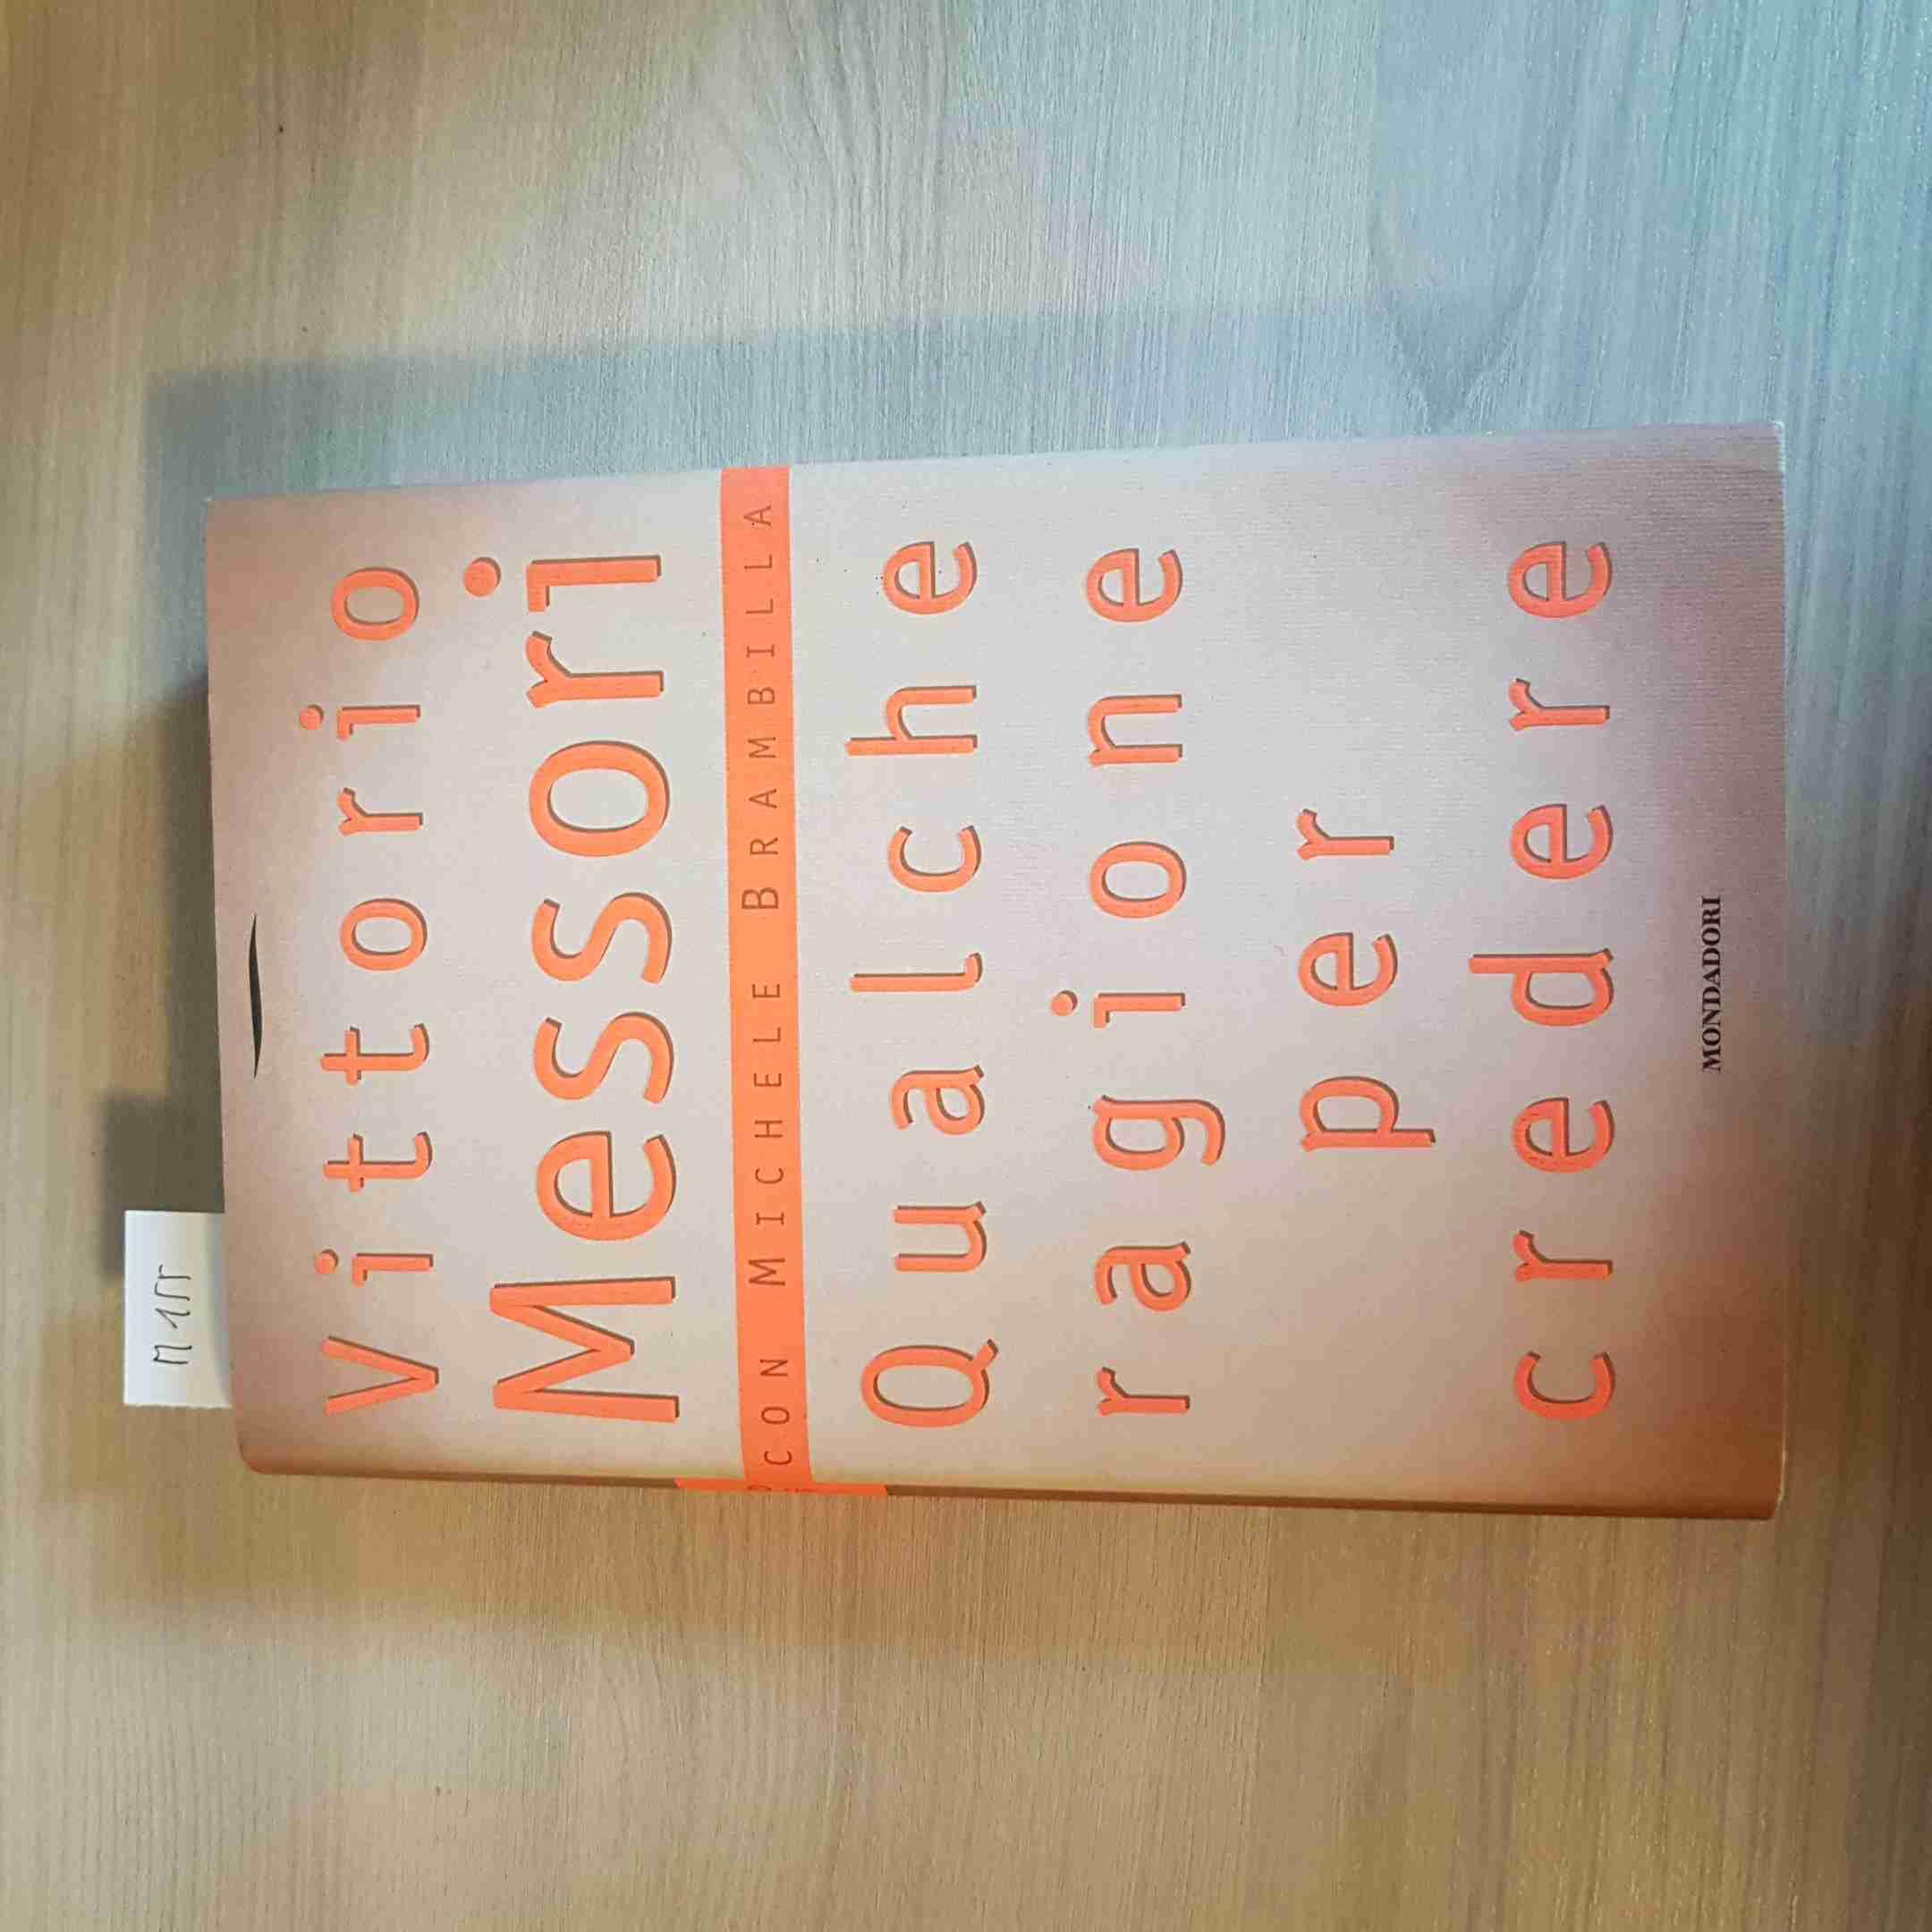 Vittorio
Messori
CON MICHELE BRAMBILLA
Qualche
ragione
per
credere
MONDADORI